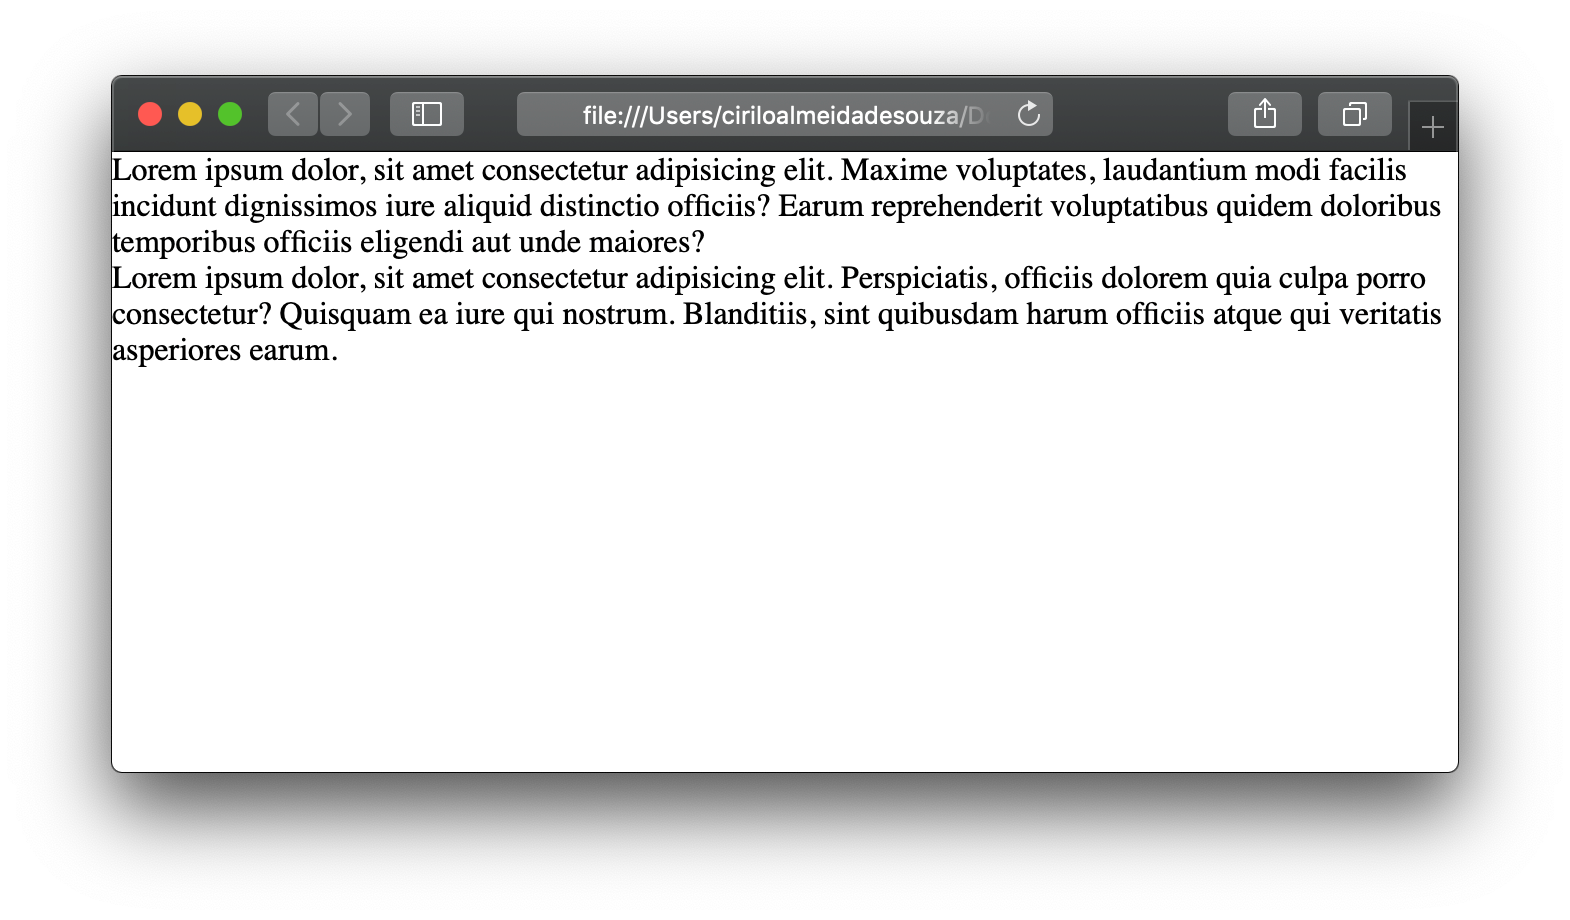 file:///Users/ciriloalmeidadesouza/D
Lorem ipsum dolor, sit amet consectetur adipisicing elit. Maxime voluptates, laudantium modi facilis
incidunt dignissimos iure aliquid distinctio officiis? Earum reprehenderit voluptatibus quidem doloribus
temporibus officiis eligendi aut unde maiores?
Lorem ipsum dolor, sit amet consectetur adipisicing elit. Perspiciatis, officiis dolorem quia culpa porro
consectetur? Quisquam ea iure qui nostrum. Blanditiis, sint quibusdam harum officiis atque qui veritatis
asperiores earum.